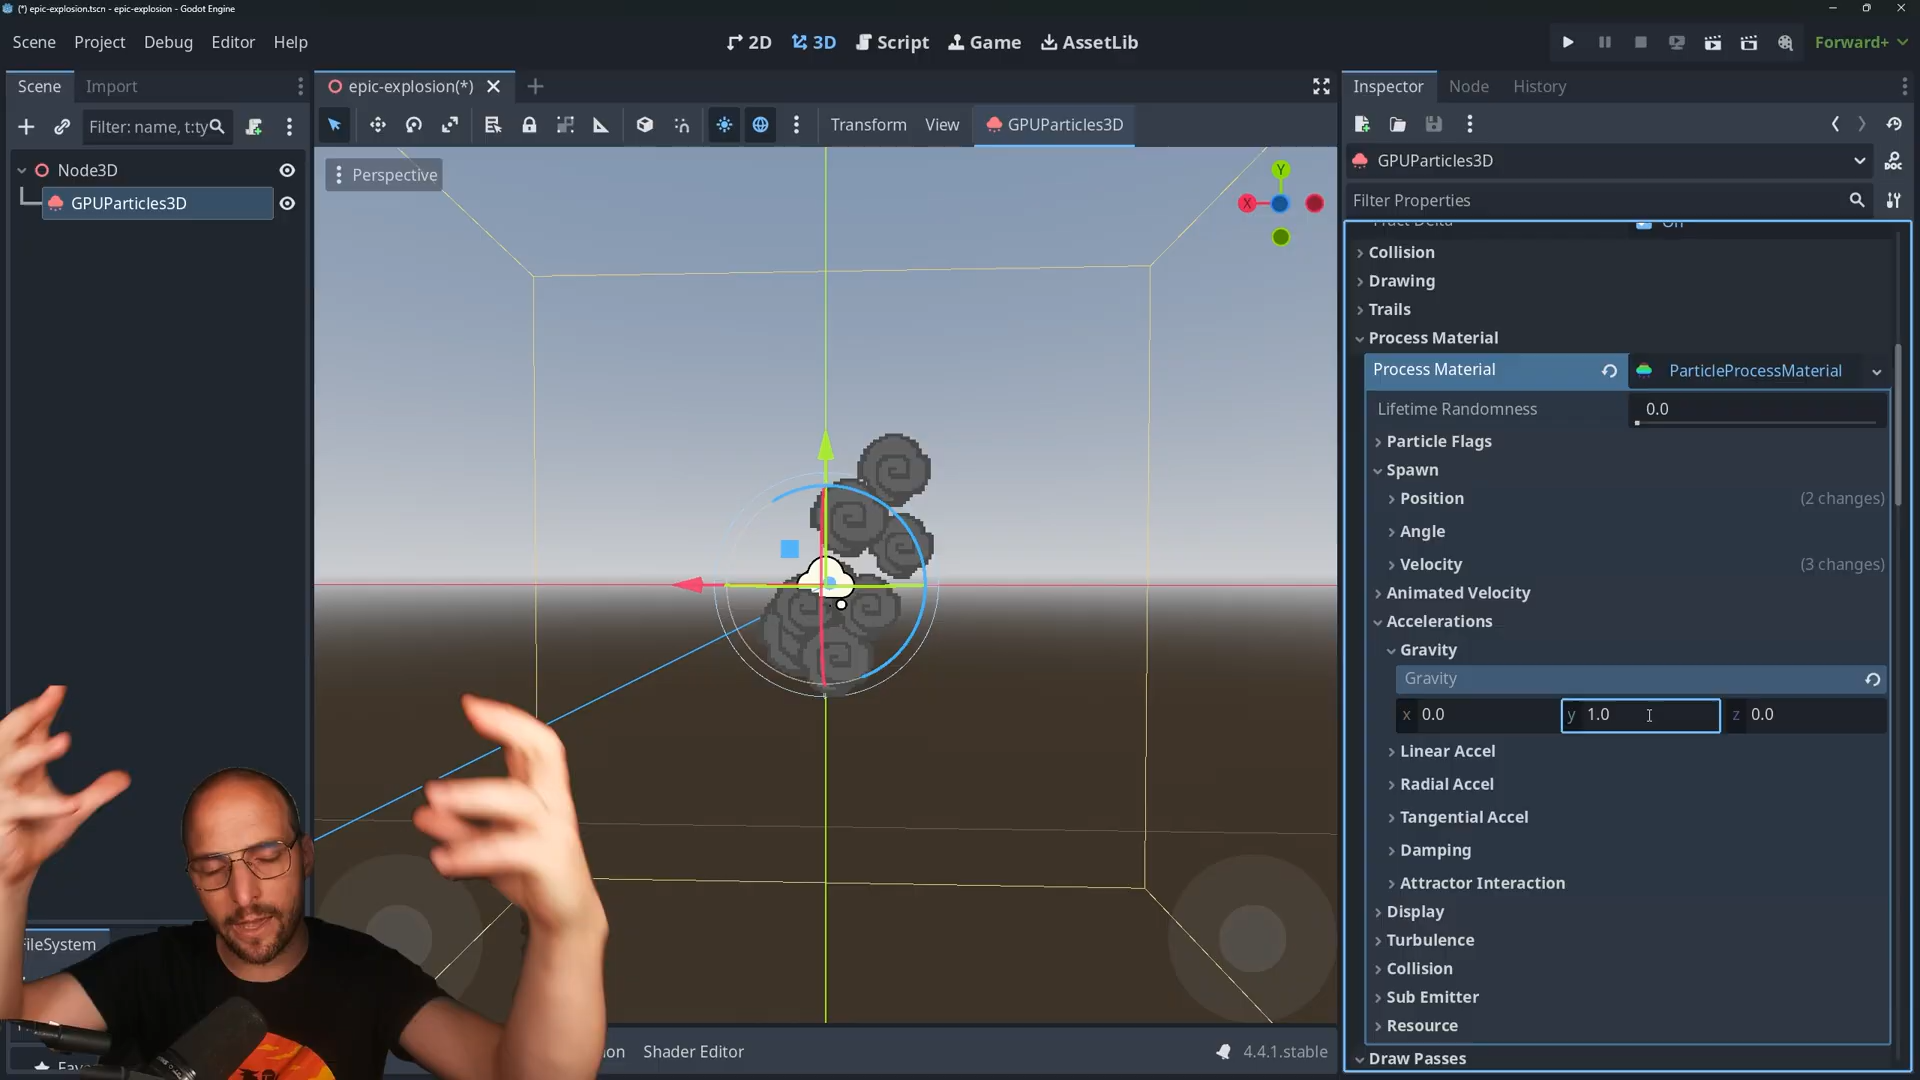 (*) epic-explosion.tscn - epic-explosion - Godot Engine
Scene Project Debug Editor Help
2D 3D Script Game AssetLib
Forward+
Scene Import
epic-explosion(*)
Inspector Node History
Filter: name, t:ty
Transform View GPUParticles3D
Node3D
GPUParticles3D
Perspective
Y
X
GPUParticles3D
Filter Properties
On
Collision
Drawing
Trails
Process Material
Process Material ParticleProcessMaterial
Lifetime Randomness 0.0
Particle Flags
Spawn
Position (2 changes)
Angle
Velocity (3 changes)
Animated Velocity
Accelerations
Gravity
Gravity
x 0.0 y 1.0 z 0.0
Linear Accel
Radial Accel
Tangential Accel
Damping
Attractor Interaction
Display
Turbulence
Collision
Sub Emitter
Resource
Draw Passes
FileSystem
Shader Editor
4.4.1.stable